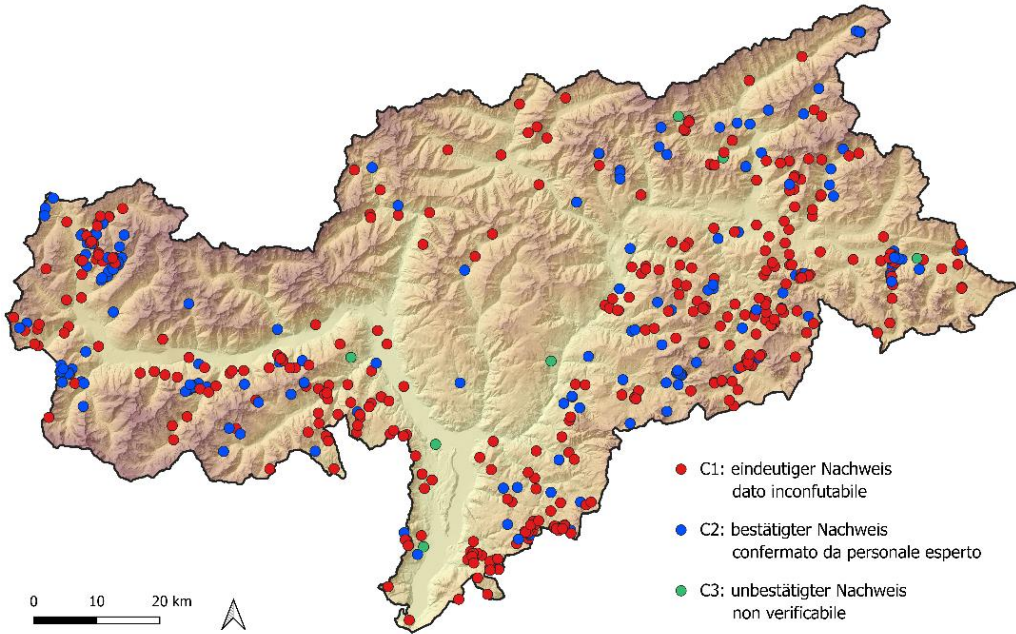 C1: eindeutiger Nachweis
dato inconfutabile
C2: bestätigter Nachweis
confermato da personale esperto
C3: unbestätigter Nachweis
non verificabile
0 10 20 km